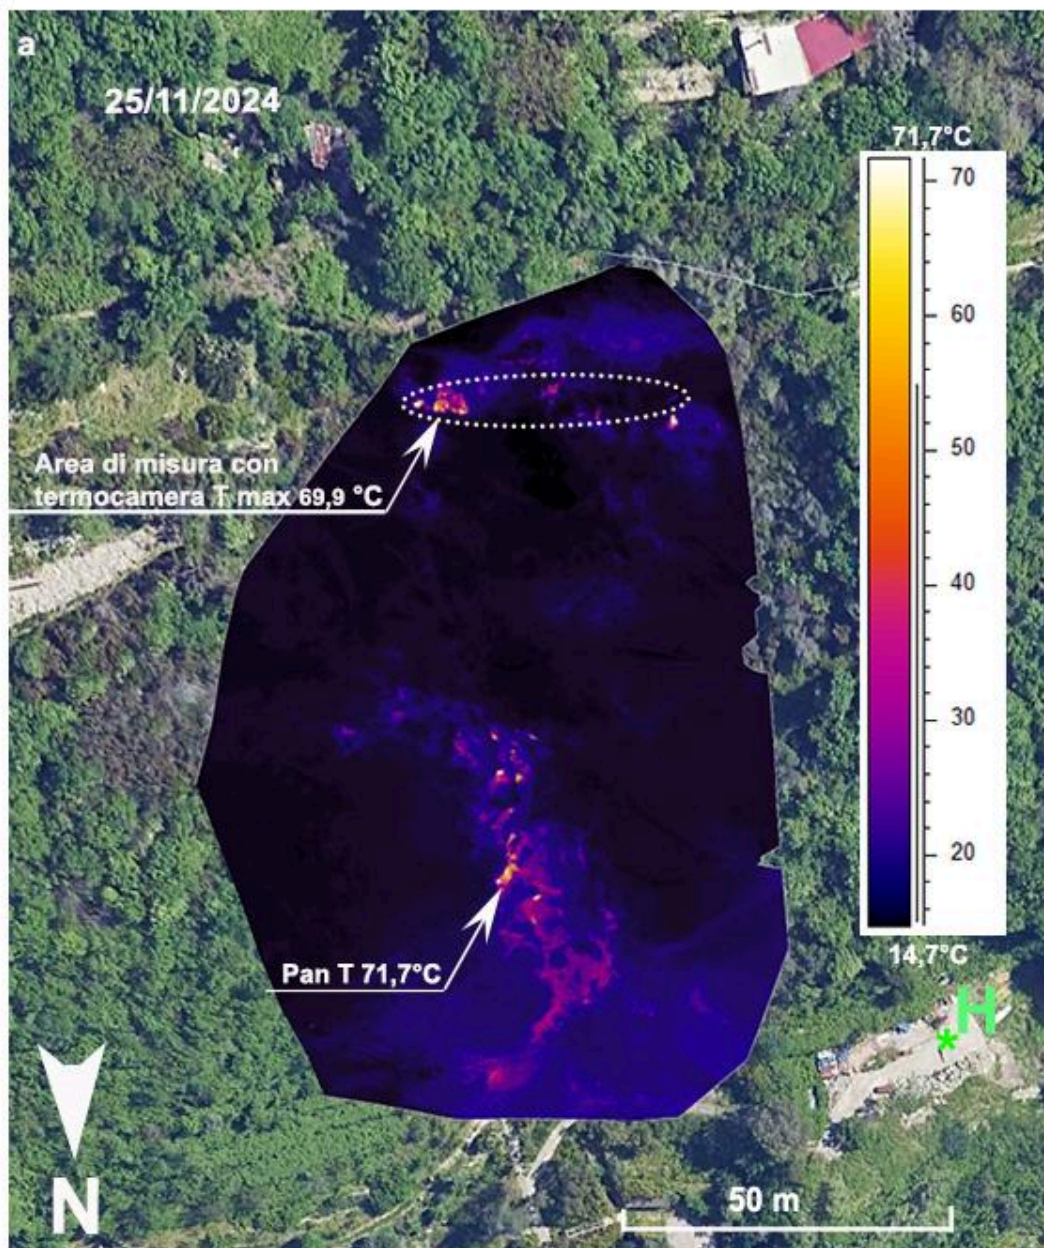 a
25/11/2024
71,7°C
70
60
50
40
30
20
14,7°C
Area di misura con
termocamera T max 69,9 °C
Pan T 71,7°C
H
N
50 m